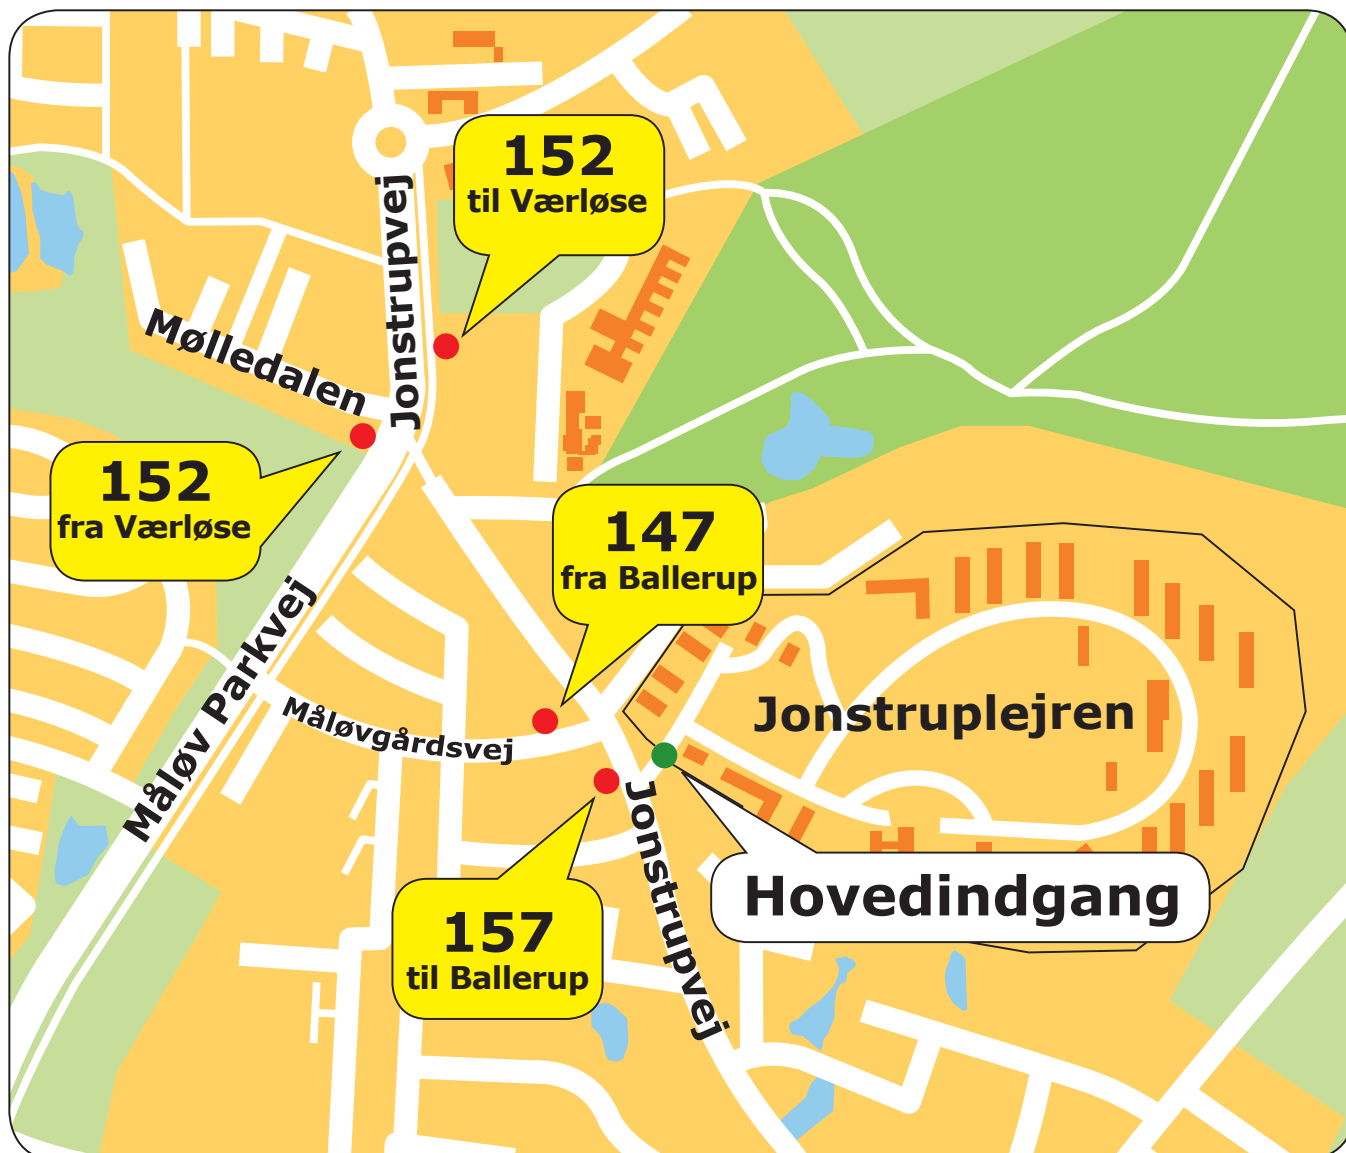 152
til Værløse
Jonstrupvej
Mølledalen
152
fra Værløse
147
fra Ballerup
Måløv Parkvej
Måløvgårdsvej
Jonstruplejren
Jonstrupvej
Hovedindgang
157
til Ballerup